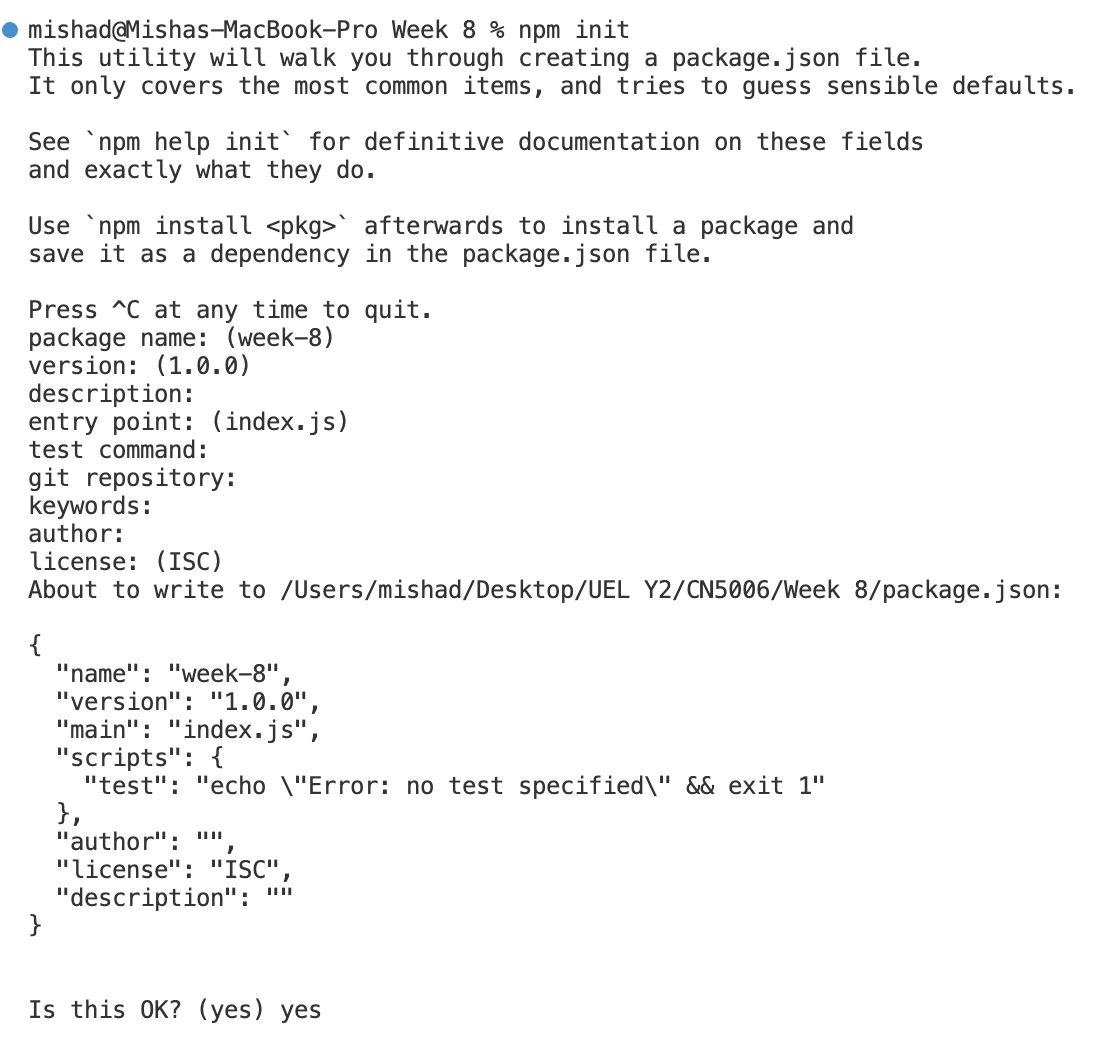 mishad@Mishas-MacBook-Pro Week 8 % npm init
This utility will walk you through creating a package.json file.
It only covers the most common items, and tries to guess sensible defaults.

See `npm help init` for definitive documentation on these fields
and exactly what they do.

Use `npm install <pkg>` afterwards to install a package and
save it as a dependency in the package.json file.

Press ^C at any time to quit.
package name: (week-8)
version: (1.0.0)
description:
entry point: (index.js)
test command:
git repository:
keywords:
author:
license: (ISC)
About to write to /Users/mishad/Desktop/UEL Y2/CN5006/Week 8/package.json:

{
  "name": "week-8",
  "version": "1.0.0",
  "main": "index.js",
  "scripts": {
    "test": "echo \"Error: no test specified\" && exit 1"
  },
  "author": "",
  "license": "ISC",
  "description": ""
}


Is this OK? (yes) yes